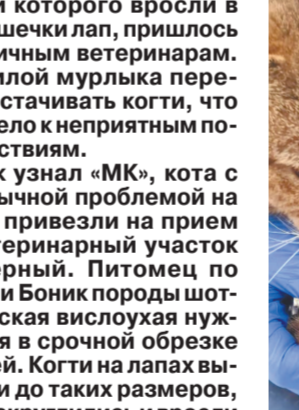 й которого вросли в
шечки лап, пришлось
ичным ветеринарам.
илой мурлыка пере-
стачивать когти, что
ело к неприятным по-
ствиям.
к узнал «МК», кота с
ычной проблемой на
привезли на прием
теринарный участок
ерный. Питомец по
и Боник породы шот-
ская вислоухая нуж-
я в срочной обрезке
ей. Когти на лапах вы-
и до таких размеров,